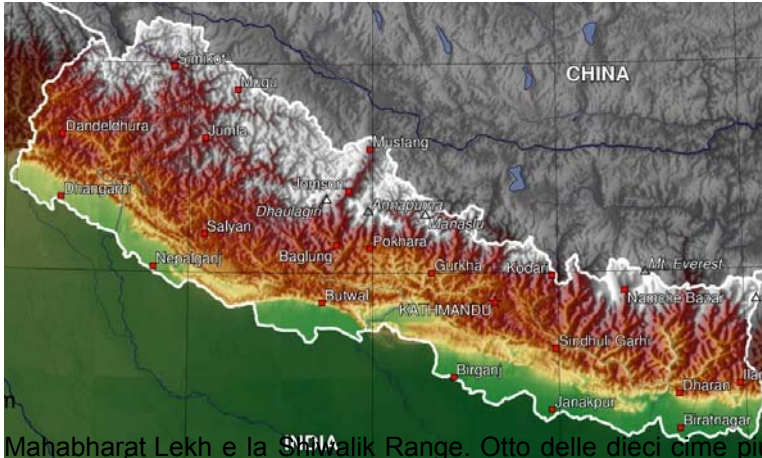 Simikot
CHINA
Mugu
Dandeldhura
Jumla
Mustang
Jomson
Dhangarhi
Dhaulagiri
Annapurna
Manaslu
Salyan
Baglung
Pokhara
Nepalganj
Gurkha
Kodari
Mt. Everest
Butwal
KATHMANDU
Namche Bazar
Sindhuli Garhi
Birganj
Dharan
Janakpur
Biratnagar
INDIA
Mahabharat Lekh e la Shiwalik Range. Otto delle dieci cime